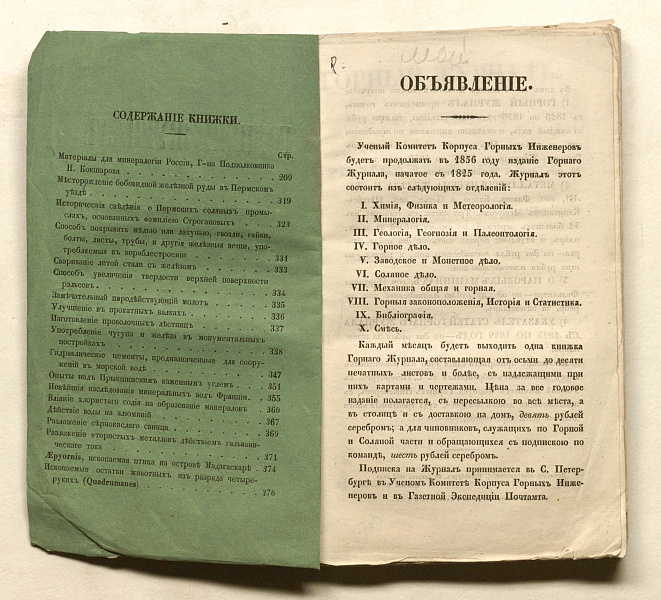 СОДЕРЖАНІЕ КНИЖКИ.
Стр.
Матеріалы для минералогіи Россіи, Г-на Подполковника
Н. Кокшарова . . . 209
Мѣсторожденіе бобовидной желѣзной руды в Пермскомъ
уѣздѣ . . . 319
Историческія свѣдѣнія о Пермскихъ соляныхъ промы-
слахъ, основанныхъ фамиліею Строгановыхъ . . . 323
Способъ покрывать мѣдью или латунью, гвозди, гайки,
болты, листы, трубы, и другія желѣзныя вещи, упо-
требляемыя въ кораблестроеніи . . . 331
Свариваніе литой стали съ желѣзомъ . . . 333
Способъ увеличенія твердости верхней поверхности
рельсовъ . . . 334
Замѣчательный пародѣйствующій молотъ . . . 335
Улучшеніе въ прокатныхъ валкахъ . . . 336
Изготовленіе проволочныхъ лѣстницъ . . . 337
Употребленіе чугуна и желѣза въ монументальныхъ
постройкахъ . . . 338
Гидравлическіе цементы, предназначенные для соору-
женій въ морской водѣ . . . 347
Опыты надъ Прыкшинскимъ каменнымъ углемъ . . . 351
Новѣйшія наслѣдованія минеральныхъ водъ Франціи . . . 355
Вліяніе хлористаго содія на образованіе минераловъ . . . 360
Дѣйствіе воды на алюминій . . . 367
Разложеніе сѣрнокислаго свинца . . . 369
Разложеніе фтористыхъ металловъ дѣйствіемъ гальвани-
ческаго тока . . . 371
Æpyornis, ископаемая птица на островѣ Мадагаскарѣ . 374
Ископаемые остатки животныхъ изъ разряда четыре-
рукихъ (Quadrumanes) . . . 376
ОБЪЯВЛЕНІЕ.
Ученый Комитетъ Корпуса Горныхъ Инженеровъ
будетъ продолжать въ 1856 году изданіе Горнаго
Журнала, начатое съ 1825 года. Журналъ этотъ
состоитъ изъ слѣдующихъ отдѣленій:
I. Химія, Физика и Метеорологія.
II. Минералогія.
III. Геологія, Геогнозія и Палеонтологія.
IV. Горное дѣло.
V. Заводское и Монетное дѣло.
VI. Соляное дѣло.
VII. Механика общая и горная.
VIII. Горныя законоположенія, Исторія и Статистика.
IX. Библіографія.
X. Смѣсь.
Каждый мѣсяцъ будетъ выходить одна книжка
Горнаго Журнала, составляющая отъ осьми до десяти
печатныхъ листовъ и болѣе, съ надлежащими при
нихъ картами и чертежами. Цѣна за все годовое
изданіе полагается, съ пересылкою во всѣ мѣста, а
въ столицѣ и съ доставкою на домъ, девять рублей
серебромъ; а для чиновниковъ, служащихъ по Горной
и Соляной части и обращающихся съ подпискою по
командѣ, шесть рублей серебромъ.
Подписка на Журналъ принимается въ С. Петер-
бургѣ въ Ученомъ Комитетѣ Корпуса Горныхъ Инже-
неровъ и въ Газетной Экспедиціи Почтамта.